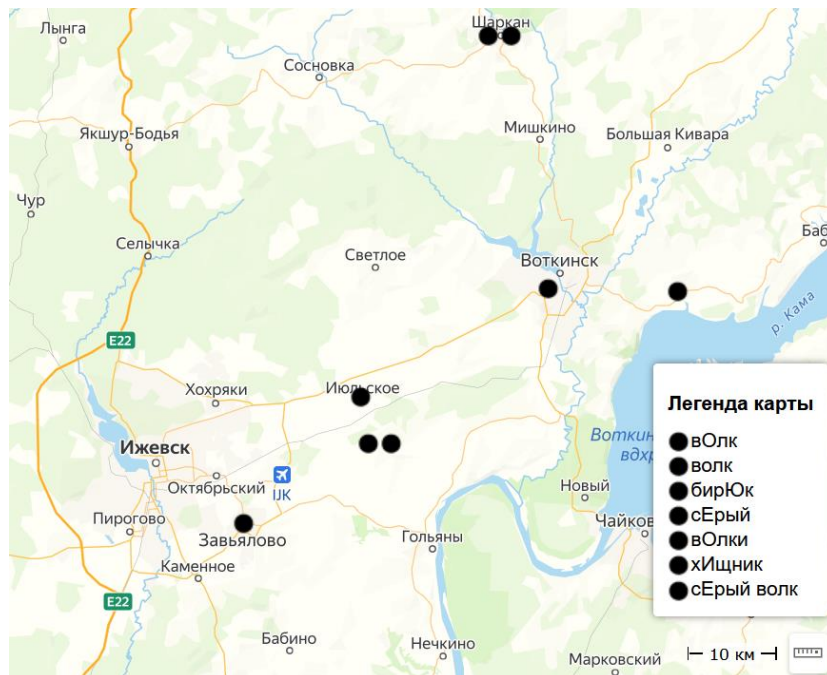 Шаркан
Лынга
Сосновка
Якшур-Бодья
Мишкино
Большая Кивара
Чур
Селычка
Светлое
Воткинск
Баб
р. Кама
E22
Хохряки
Июльское
Легенда карты
вОлк
Ижевск
Воткин
волк
вдхр
Октябрьский
IJK
Новый
бирЮк
Пирогово
сЕрый
Завьялово
Гольяны
Чайков
вОлки
Каменное
хИщник
E22
сЕрый волк
Бабино
Нечкино
10 км
Марковский